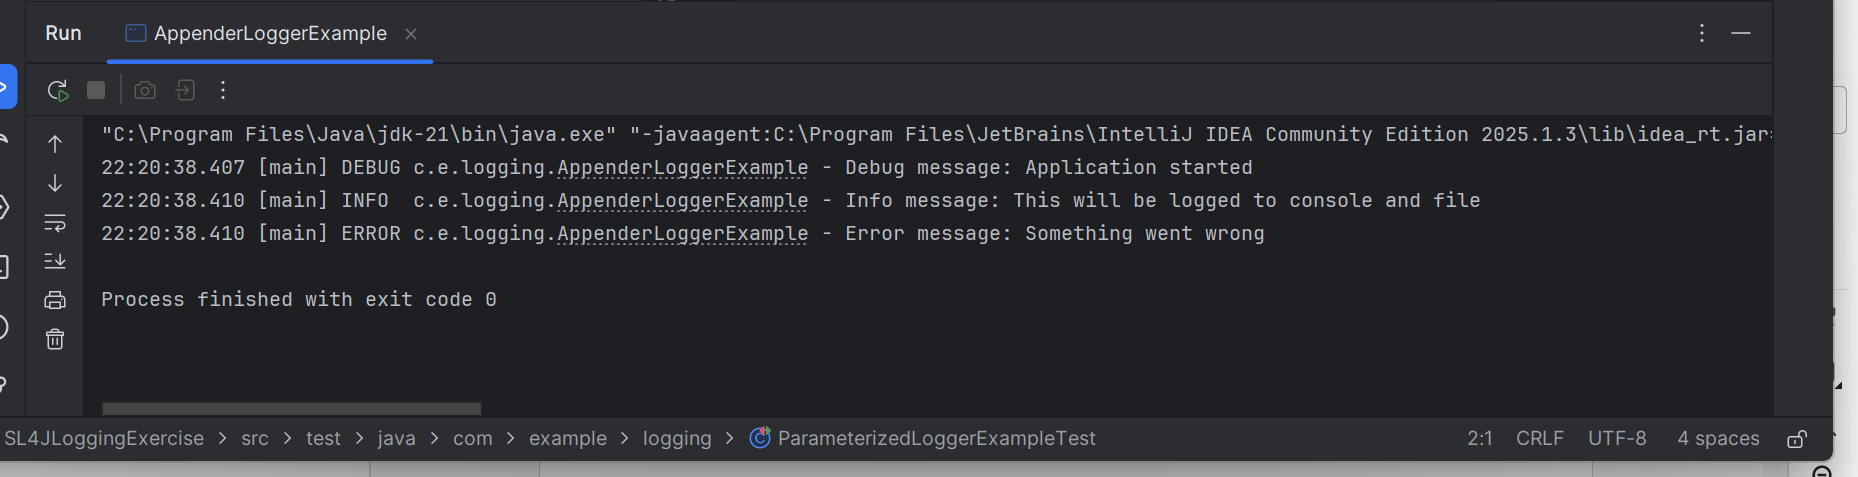 Run AppenderLoggerExample
"C:\Program Files\Java\jdk-21\bin\java.exe" "-javaagent:C:\Program Files\JetBrains\IntelliJ IDEA Community Edition 2025.1.3\lib\idea_rt.jar=
22:20:38.407 [main] DEBUG c.e.logging.AppenderLoggerExample - Debug message: Application started
22:20:38.410 [main] INFO  c.e.logging.AppenderLoggerExample - Info message: This will be logged to console and file
22:20:38.410 [main] ERROR c.e.logging.AppenderLoggerExample - Error message: Something went wrong
Process finished with exit code 0
SL4JLoggingExercise > src > test > java > com > example > logging > ParameterizedLoggerExampleTest 2:1 CRLF UTF-8 4 spaces